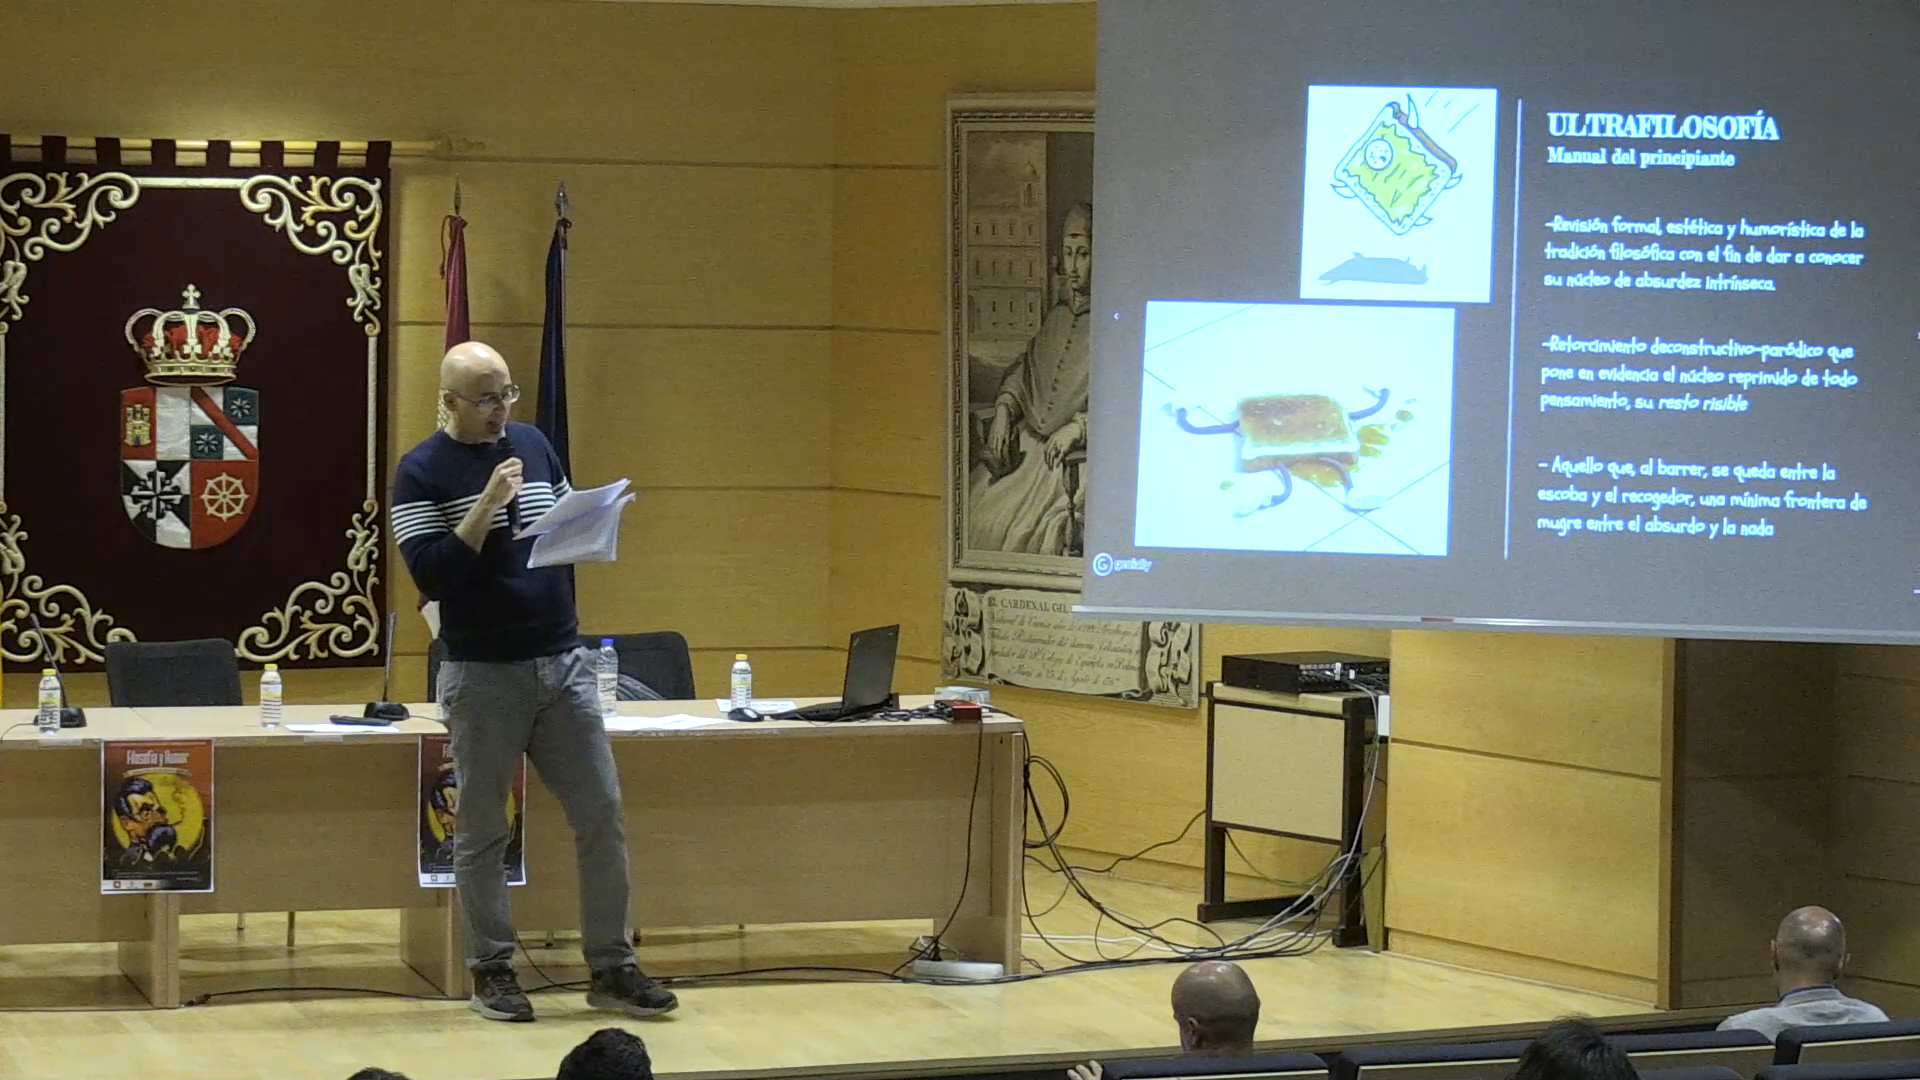 ULTRAFILOSOFÍA
Manual del principiante
-Revisión formal, estética y humorística de la
tradición filosófica con el fin de dar a conocer
su núcleo de absurdez intrínseca.
-Retorcimiento deconstructivo-paródico que
pone en evidencia el núcleo reprimido de todo
pensamiento, su resto risible
- Aquello que, al barrer, se queda entre la
escoba y el recogedor, una mínima frontera de
mugre entre el absurdo y la nada
genially
EL CARDENAL GIL
Filosofía y Humor